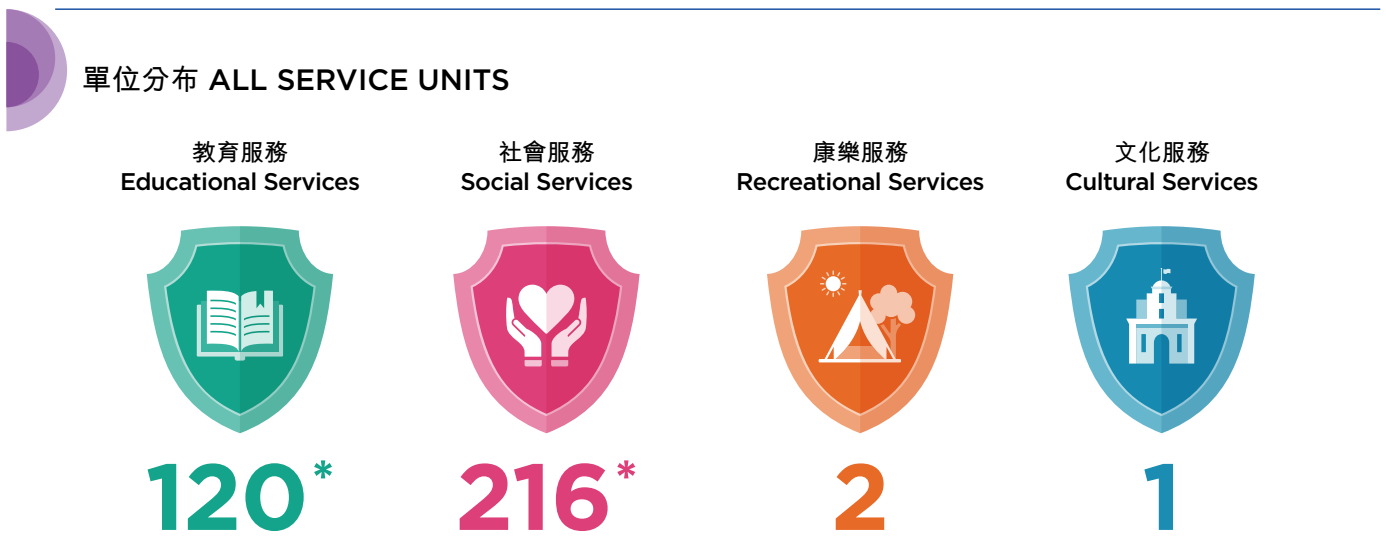 單位分布 ALL SERVICE UNITS
教育服務
Educational Services
120*
社會服務
Social Services
216*
康樂服務
Recreational Services
2
文化服務
Cultural Services
1